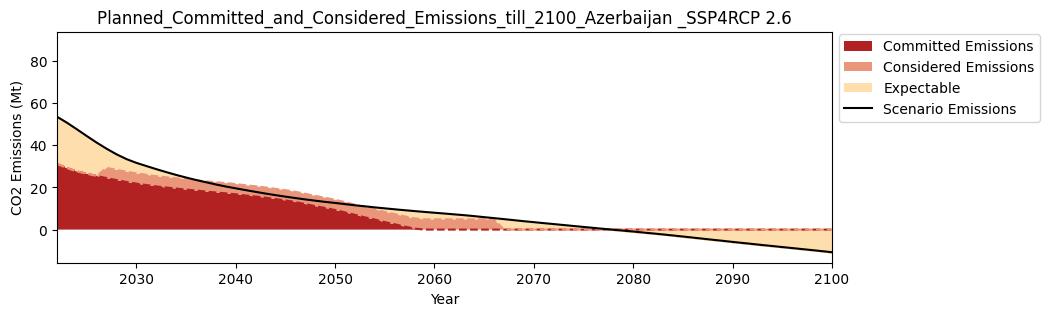 Planned_Committed_and_Considered_Emissions_till_2100_Azerbaijan _SSP4RCP 2.6
Committed Emissions
Considered Emissions
Expectable
Scenario Emissions
CO2 Emissions (Mt)
80
60
40
20
0
2030 2040 2050 2060 2070 2080 2090 2100
Year